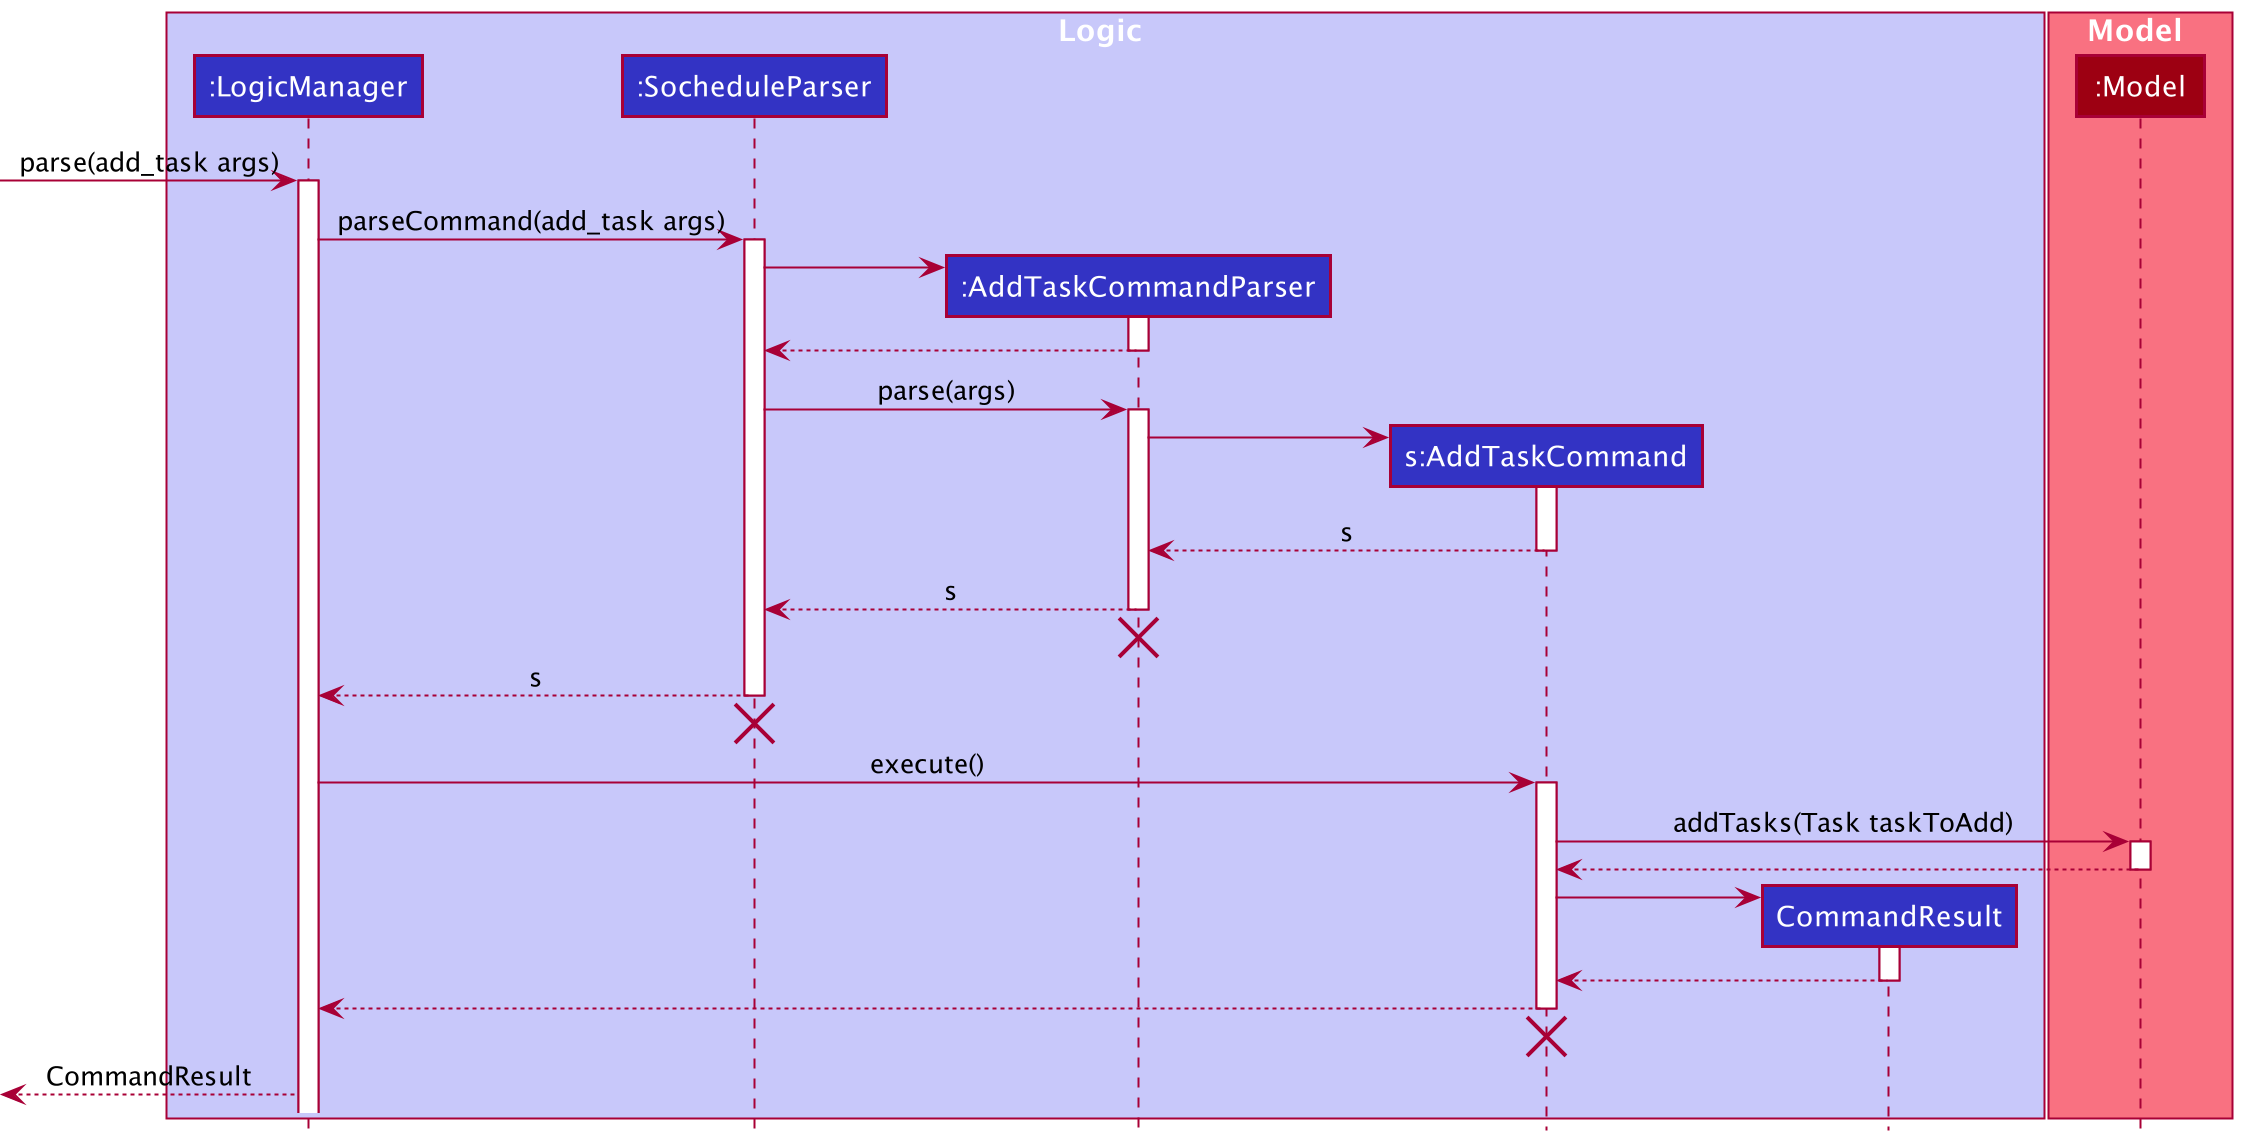 Logic
Model
:LogicManager
:SocheduleParser
:Model
parse(add_task args)
parseCommand(add_task args)
:AddTaskCommandParser
parse(args)
s:AddTaskCommand
s
s
s
execute()
addTasks(Task taskToAdd)
CommandResult
CommandResult